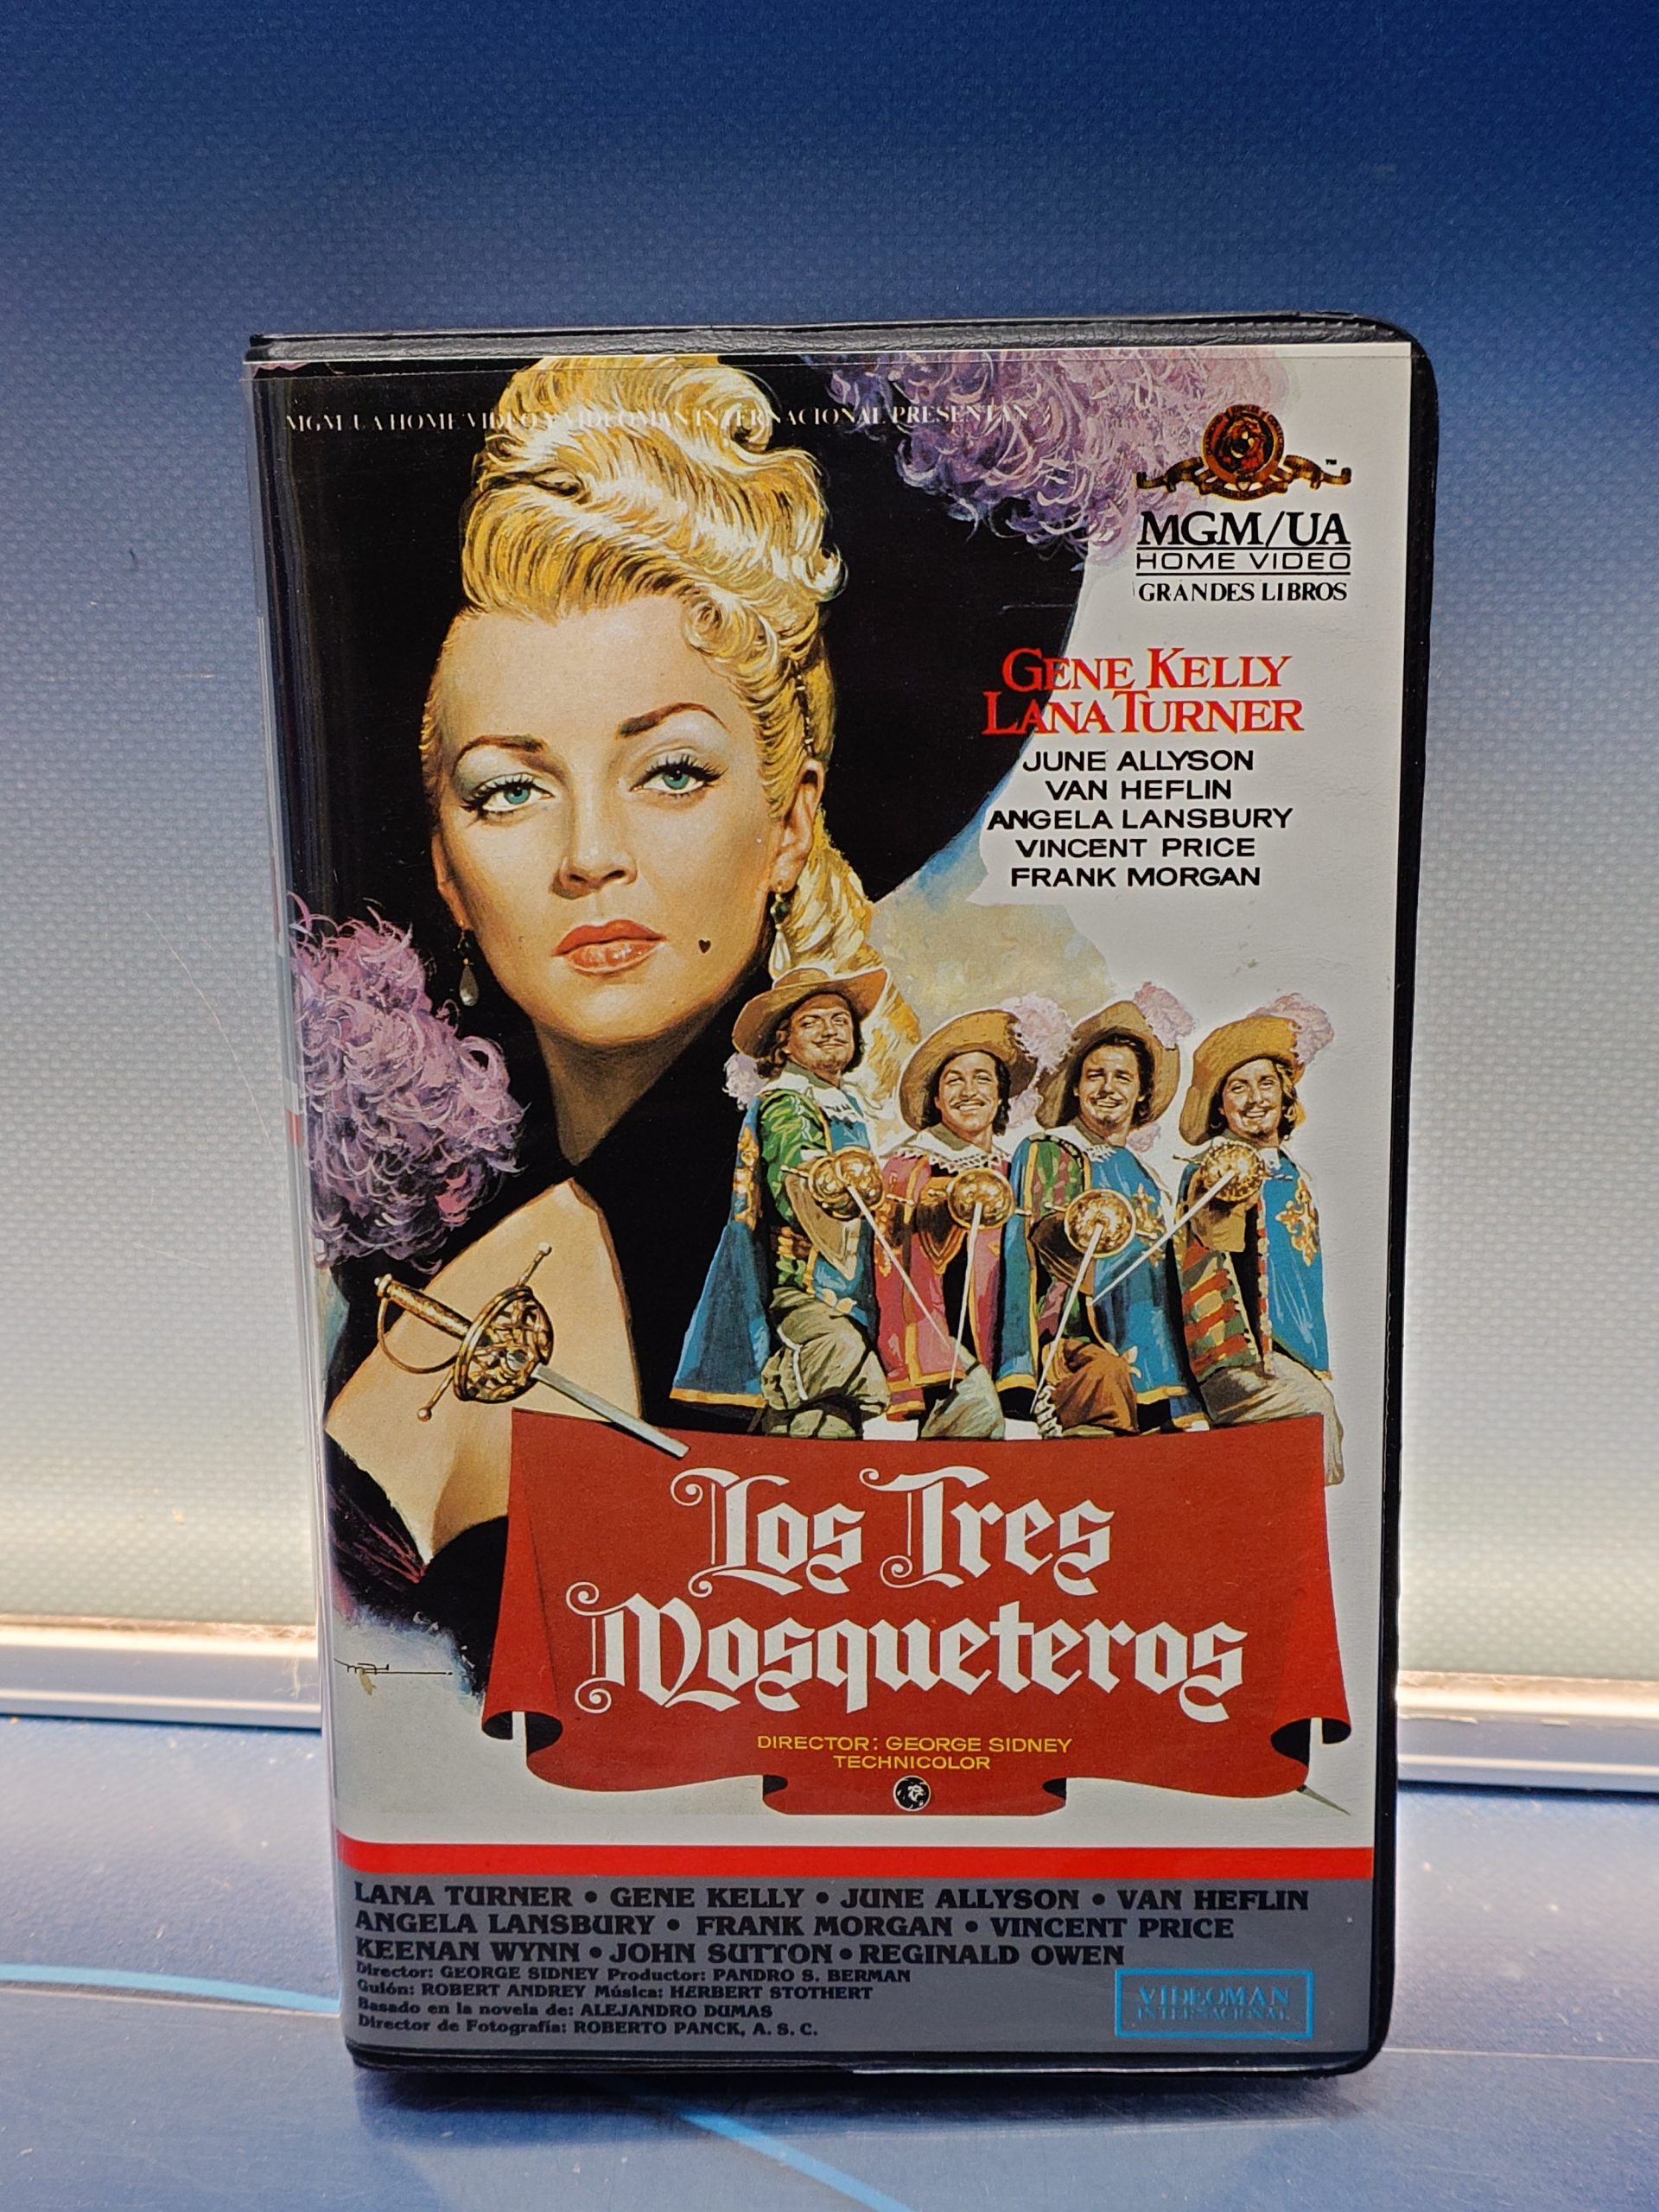 MGM/UA HOME VIDEO Y VIDEOMAN INTERNACIONAL PRESENTAN
MGM/UA
HOME VIDEO
GRANDES LIBROS
GENE KELLY
LANA TURNER
JUNE ALLYSON
VAN HEFLIN
ANGELA LANSBURY
VINCENT PRICE
FRANK MORGAN
Los Tres
Mosqueteros
DIRECTOR: GEORGE SIDNEY
TECHNICOLOR
LANA TURNER • GENE KELLY • JUNE ALLYSON • VAN HEFLIN
ANGELA LANSBURY • FRANK MORGAN • VINCENT PRICE
KEENAN WYNN • JOHN SUTTON • REGINALD OWEN
Director: GEORGE SIDNEY Productor: PANDRO S. BERMAN
Guión: ROBERT ANDREY Música: HERBERT STOTHERT
Basado en la novela de: ALEJANDRO DUMAS
Director de Fotografía: ROBERTO PANCK, A. S. C.
VIDEOMAN
INTERNACIONAL